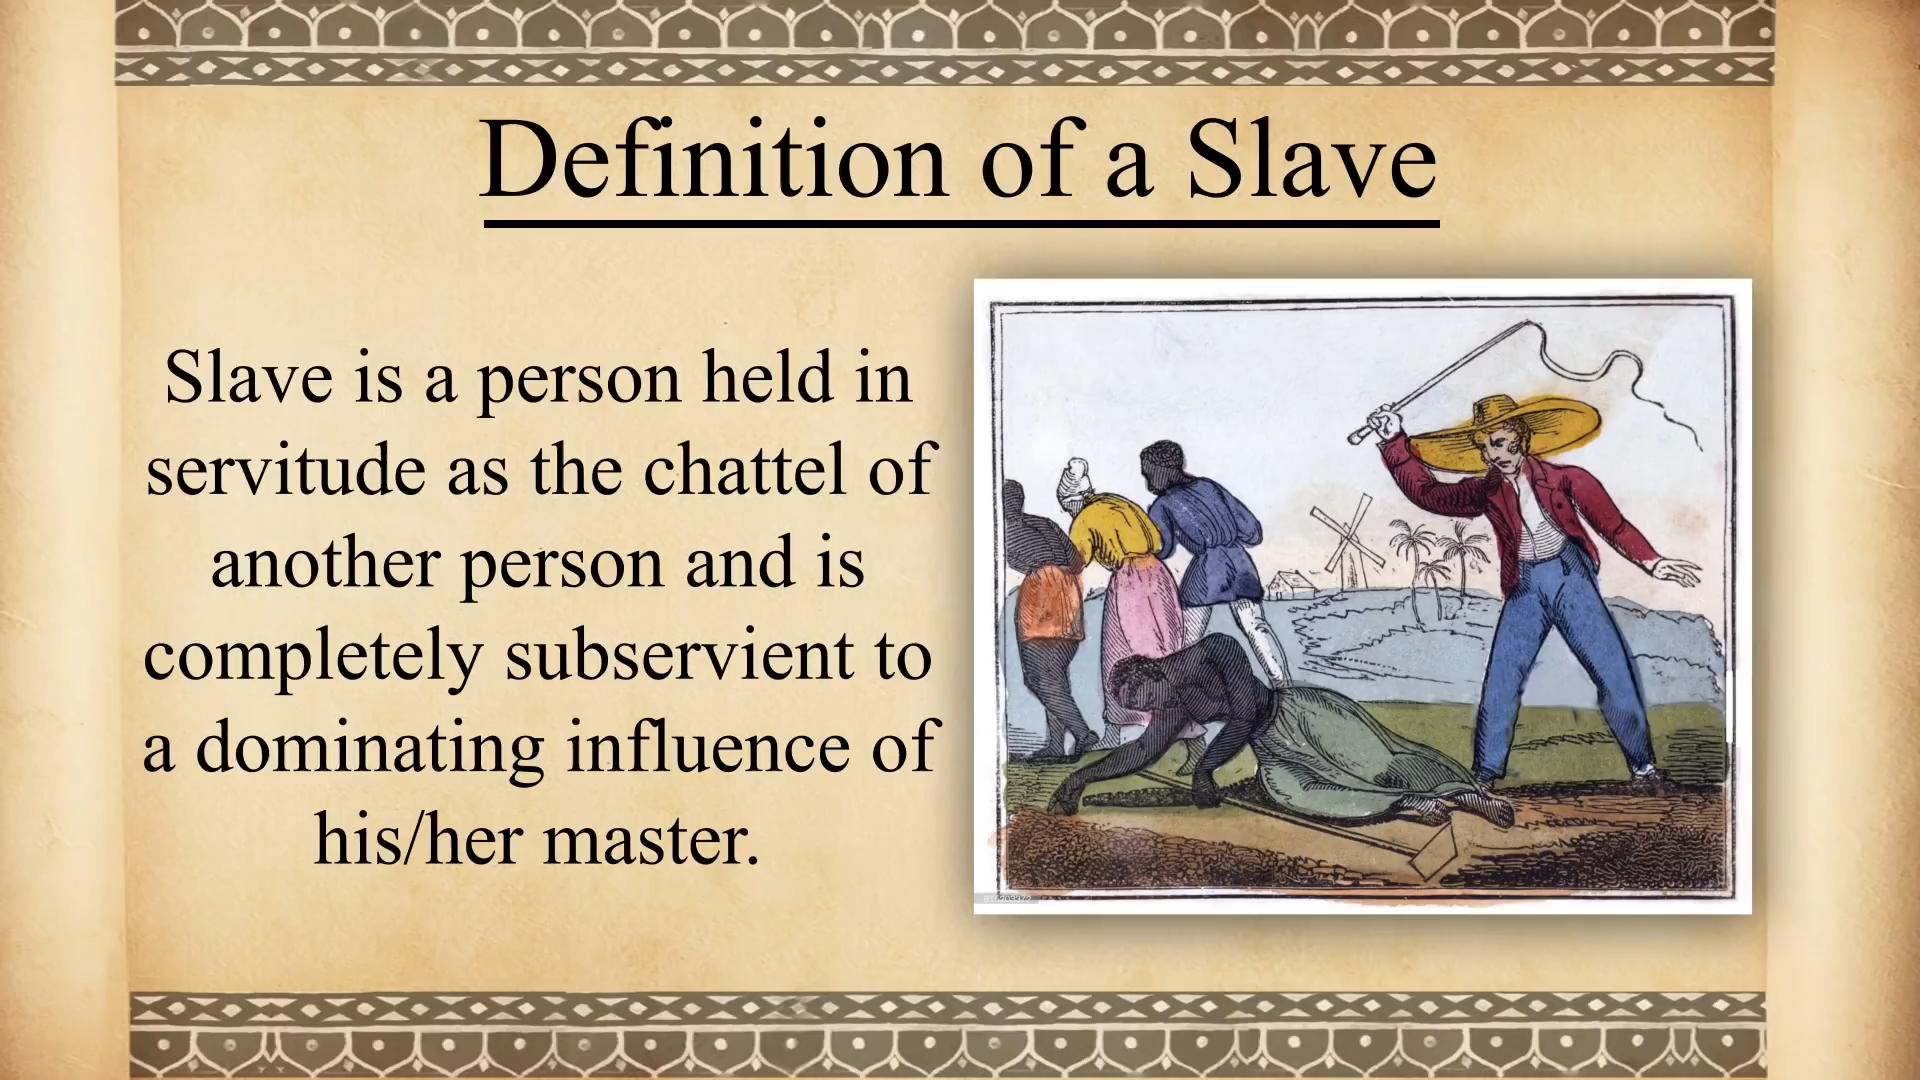 Definition of a Slave
Slave is a person held in
servitude as the chattel of
another person and is
completely subservient to
a dominating influence of
his/her master.